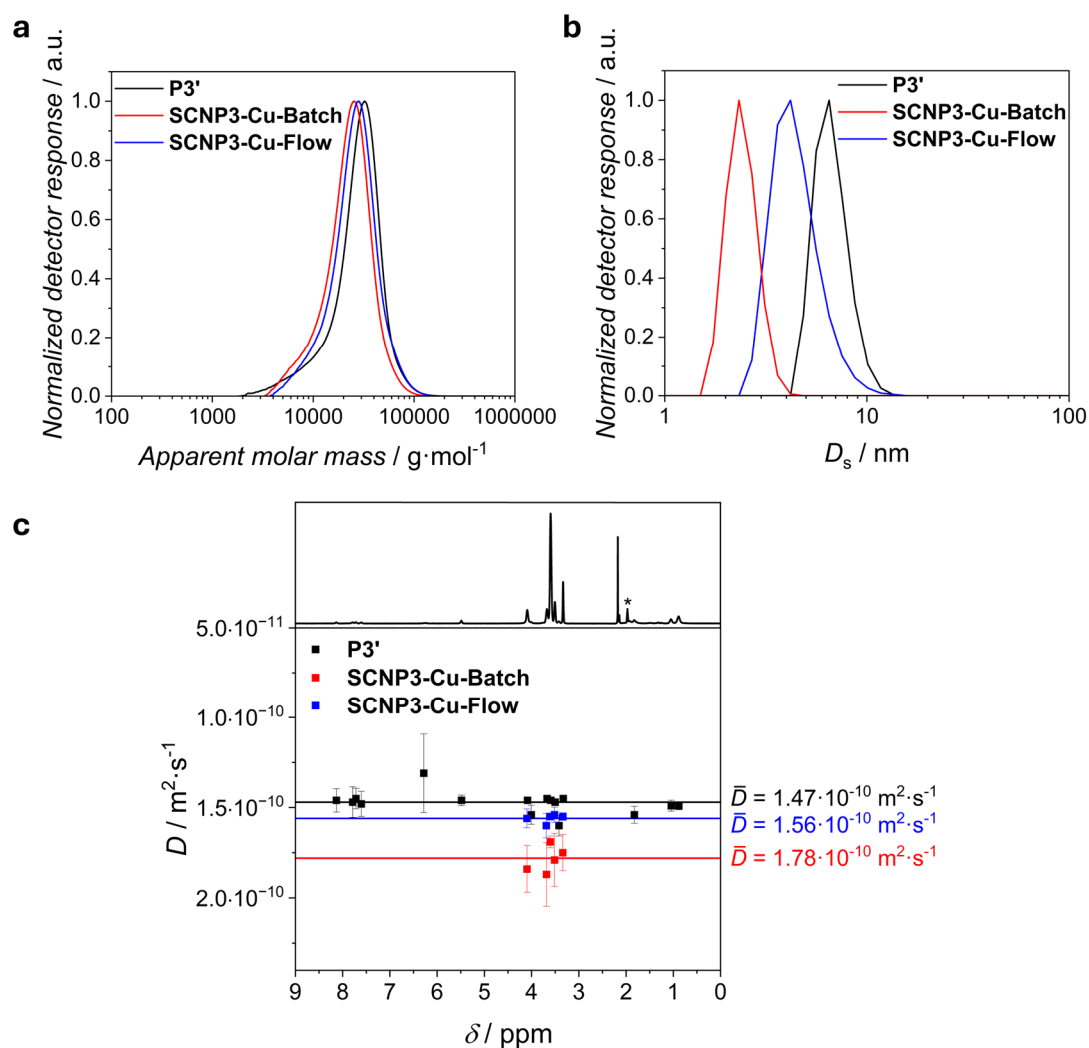 a
Normalized detector response / a.u.
P3'
SCNP3-Cu-Batch
SCNP3-Cu-Flow
1.0
0.8
0.6
0.4
0.2
0.0
100 1000 10000 100000 1000000
Apparent molar mass / g·mol⁻¹
b
Normalized detector response / a.u.
P3'
SCNP3-Cu-Batch
SCNP3-Cu-Flow
1.0
0.8
0.6
0.4
0.2
0.0
1 10 100
Dₛ / nm
c
*
D / m²·s⁻¹
5.0·10⁻¹¹
1.0·10⁻¹⁰
1.5·10⁻¹⁰
2.0·10⁻¹⁰
P3'
SCNP3-Cu-Batch
SCNP3-Cu-Flow
D̅ = 1.47·10⁻¹⁰ m²·s⁻¹
D̅ = 1.56·10⁻¹⁰ m²·s⁻¹
D̅ = 1.78·10⁻¹⁰ m²·s⁻¹
9 8 7 6 5 4 3 2 1 0
δ / ppm